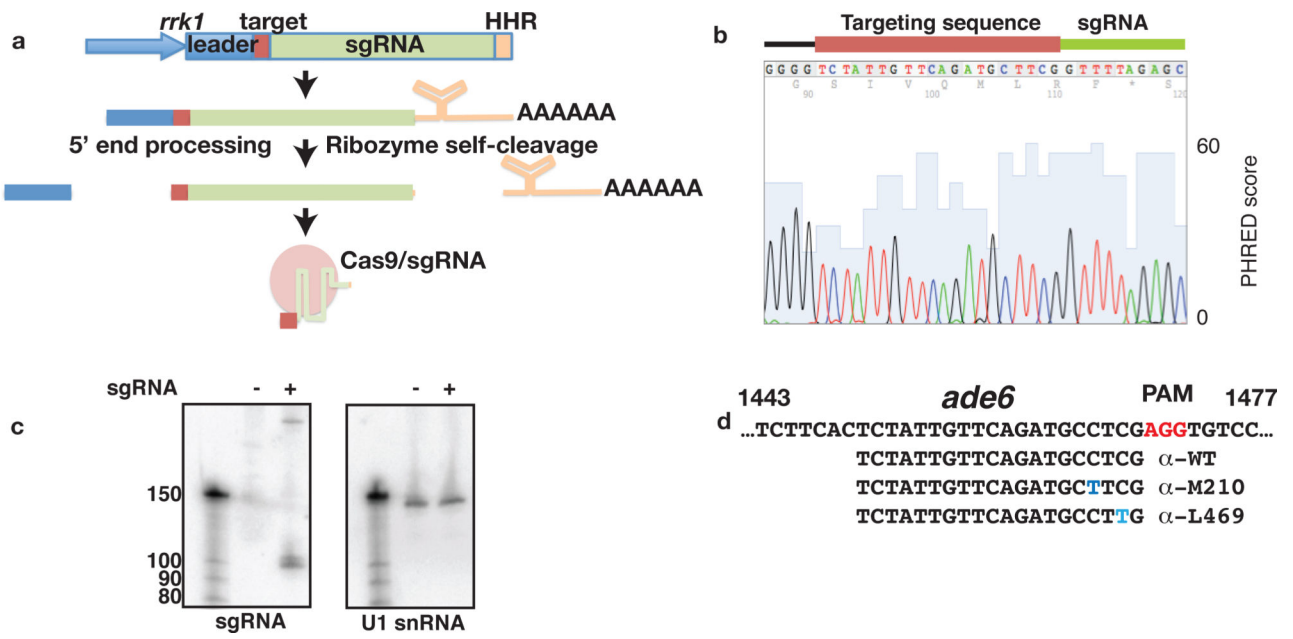 a
rrk1 target HHR
leader sgRNA
AAAAAA
5' end processing Ribozyme self-cleavage
AAAAAA
Cas9/sgRNA
b
Targeting sequence sgRNA
GGGGTCTATTGTTCAGATGCTTCGGTTTTAGAGC
G S I V Q M L R F * S
90 100 110 120
60
PHRED score
0
c
sgRNA - + - +
150
100
90
80
sgRNA U1 snRNA
d
1443 ade6 PAM 1477
...TCTTCACTCTATTGTTCAGATGCCTCGAGGTGTCC...
TCTATTGTTCAGATGCCTCG α-WT
TCTATTGTTCAGATGCTTCG α-M210
TCTATTGTTCAGATGCCTTG α-L469